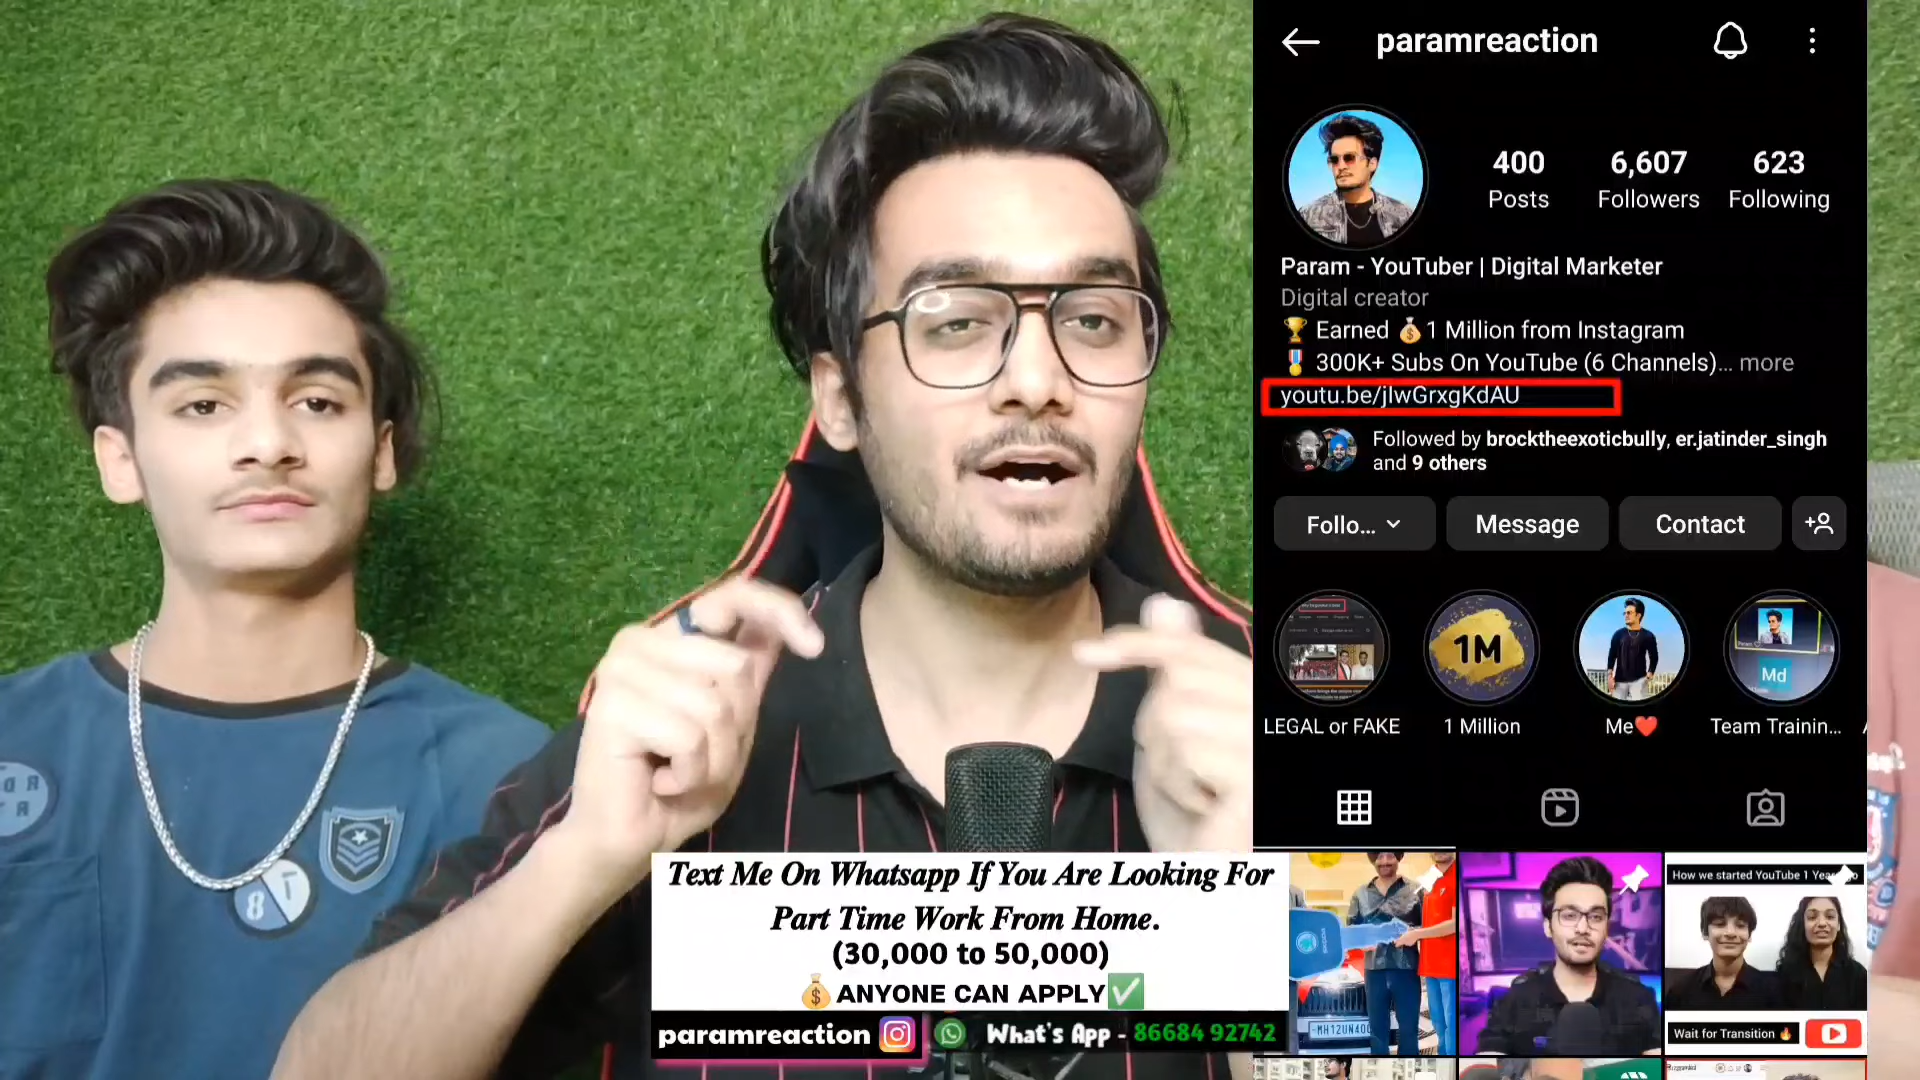 paramreaction
400
Posts
6,607
Followers
623
Following
Param - YouTuber | Digital Marketer
Digital creator
🏆 Earned 💰1 Million from Instagram
🏅 300K+ Subs On YouTube (6 Channels)... more
youtu.be/jlwGrxgKdAU
Followed by brocktheexoticbully, er.jatinder_singh
and 9 others
Follo...
Message
Contact
1M
Md
LEGAL or FAKE
1 Million
Me❤️
Team Trainin...
Text Me On Whatsapp If You Are Looking For
Part Time Work From Home.
(30,000 to 50,000)
💰ANYONE CAN APPLY✅
paramreaction
What's App - 86684 92742
How we started YouTube 1
Wait for Transition 🔥
MH12UN400
8